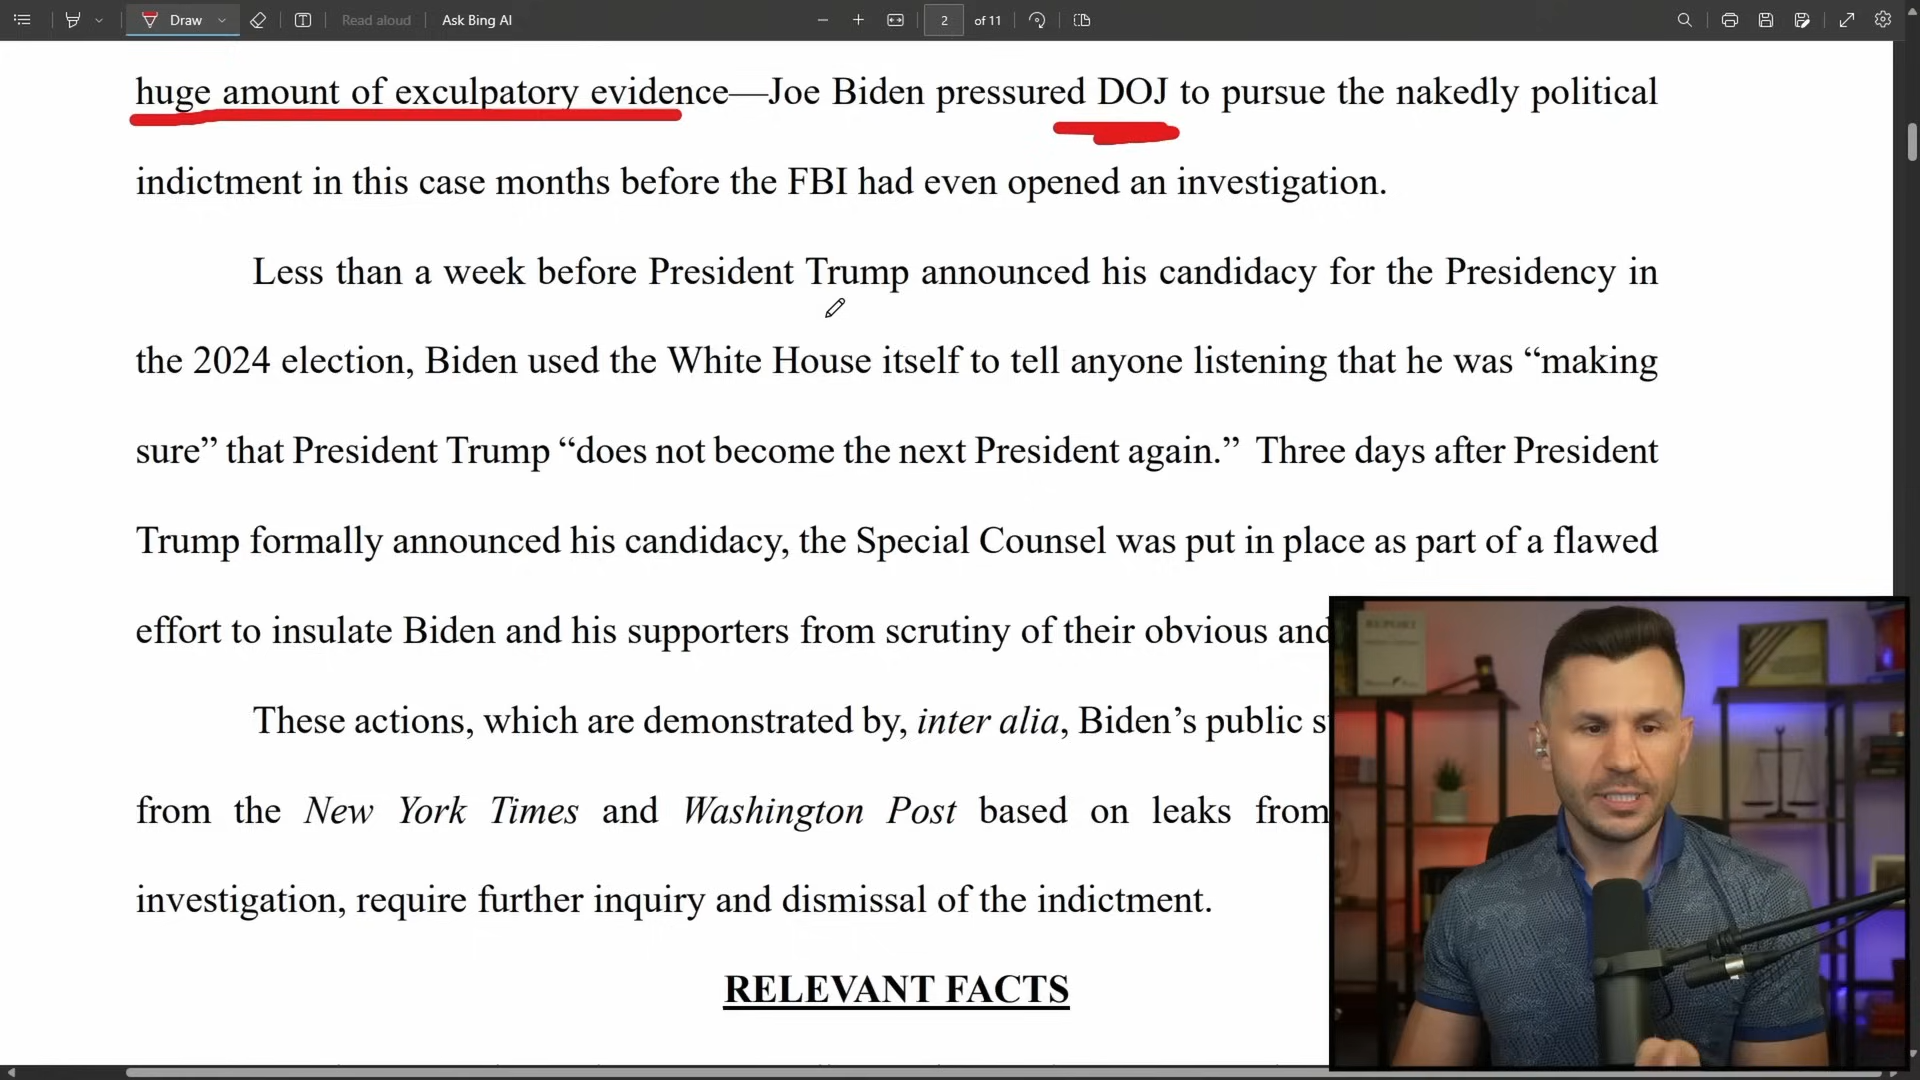 Draw
Read aloud
Ask Bing AI
2
of 11
huge amount of exculpatory evidence—Joe Biden pressured DOJ to pursue the nakedly political
indictment in this case months before the FBI had even opened an investigation.
Less than a week before President Trump announced his candidacy for the Presidency in
the 2024 election, Biden used the White House itself to tell anyone listening that he was “making
sure” that President Trump “does not become the next President again.” Three days after President
Trump formally announced his candidacy, the Special Counsel was put in place as part of a flawed
effort to insulate Biden and his supporters from scrutiny of their obvious and
These actions, which are demonstrated by, inter alia, Biden’s public
from the New York Times and Washington Post based on leaks from
investigation, require further inquiry and dismissal of the indictment.
RELEVANT FACTS
REPORT